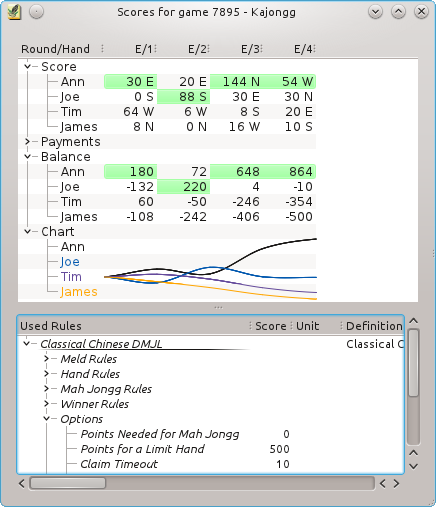 Scores for game 7895 - Kajongg
Round/Hand E/1 E/2 E/3 E/4
Score
Ann 30 E 20 E 144 N 54 W
Joe 0 S 88 S 30 E 30 N
Tim 64 W 6 W 8 S 20 E
James 8 N 0 N 16 W 10 S
Payments
Balance
Ann 180 72 648 864
Joe -132 220 4 -10
Tim 60 -50 -246 -354
James -108 -242 -406 -500
Chart
Ann
Joe
Tim
James
Used Rules Score Unit Definition
Classical Chinese DMJL Classical C
Meld Rules
Hand Rules
Mah Jongg Rules
Winner Rules
Options
Points Needed for Mah Jongg 0
Points for a Limit Hand 500
Claim Timeout 10